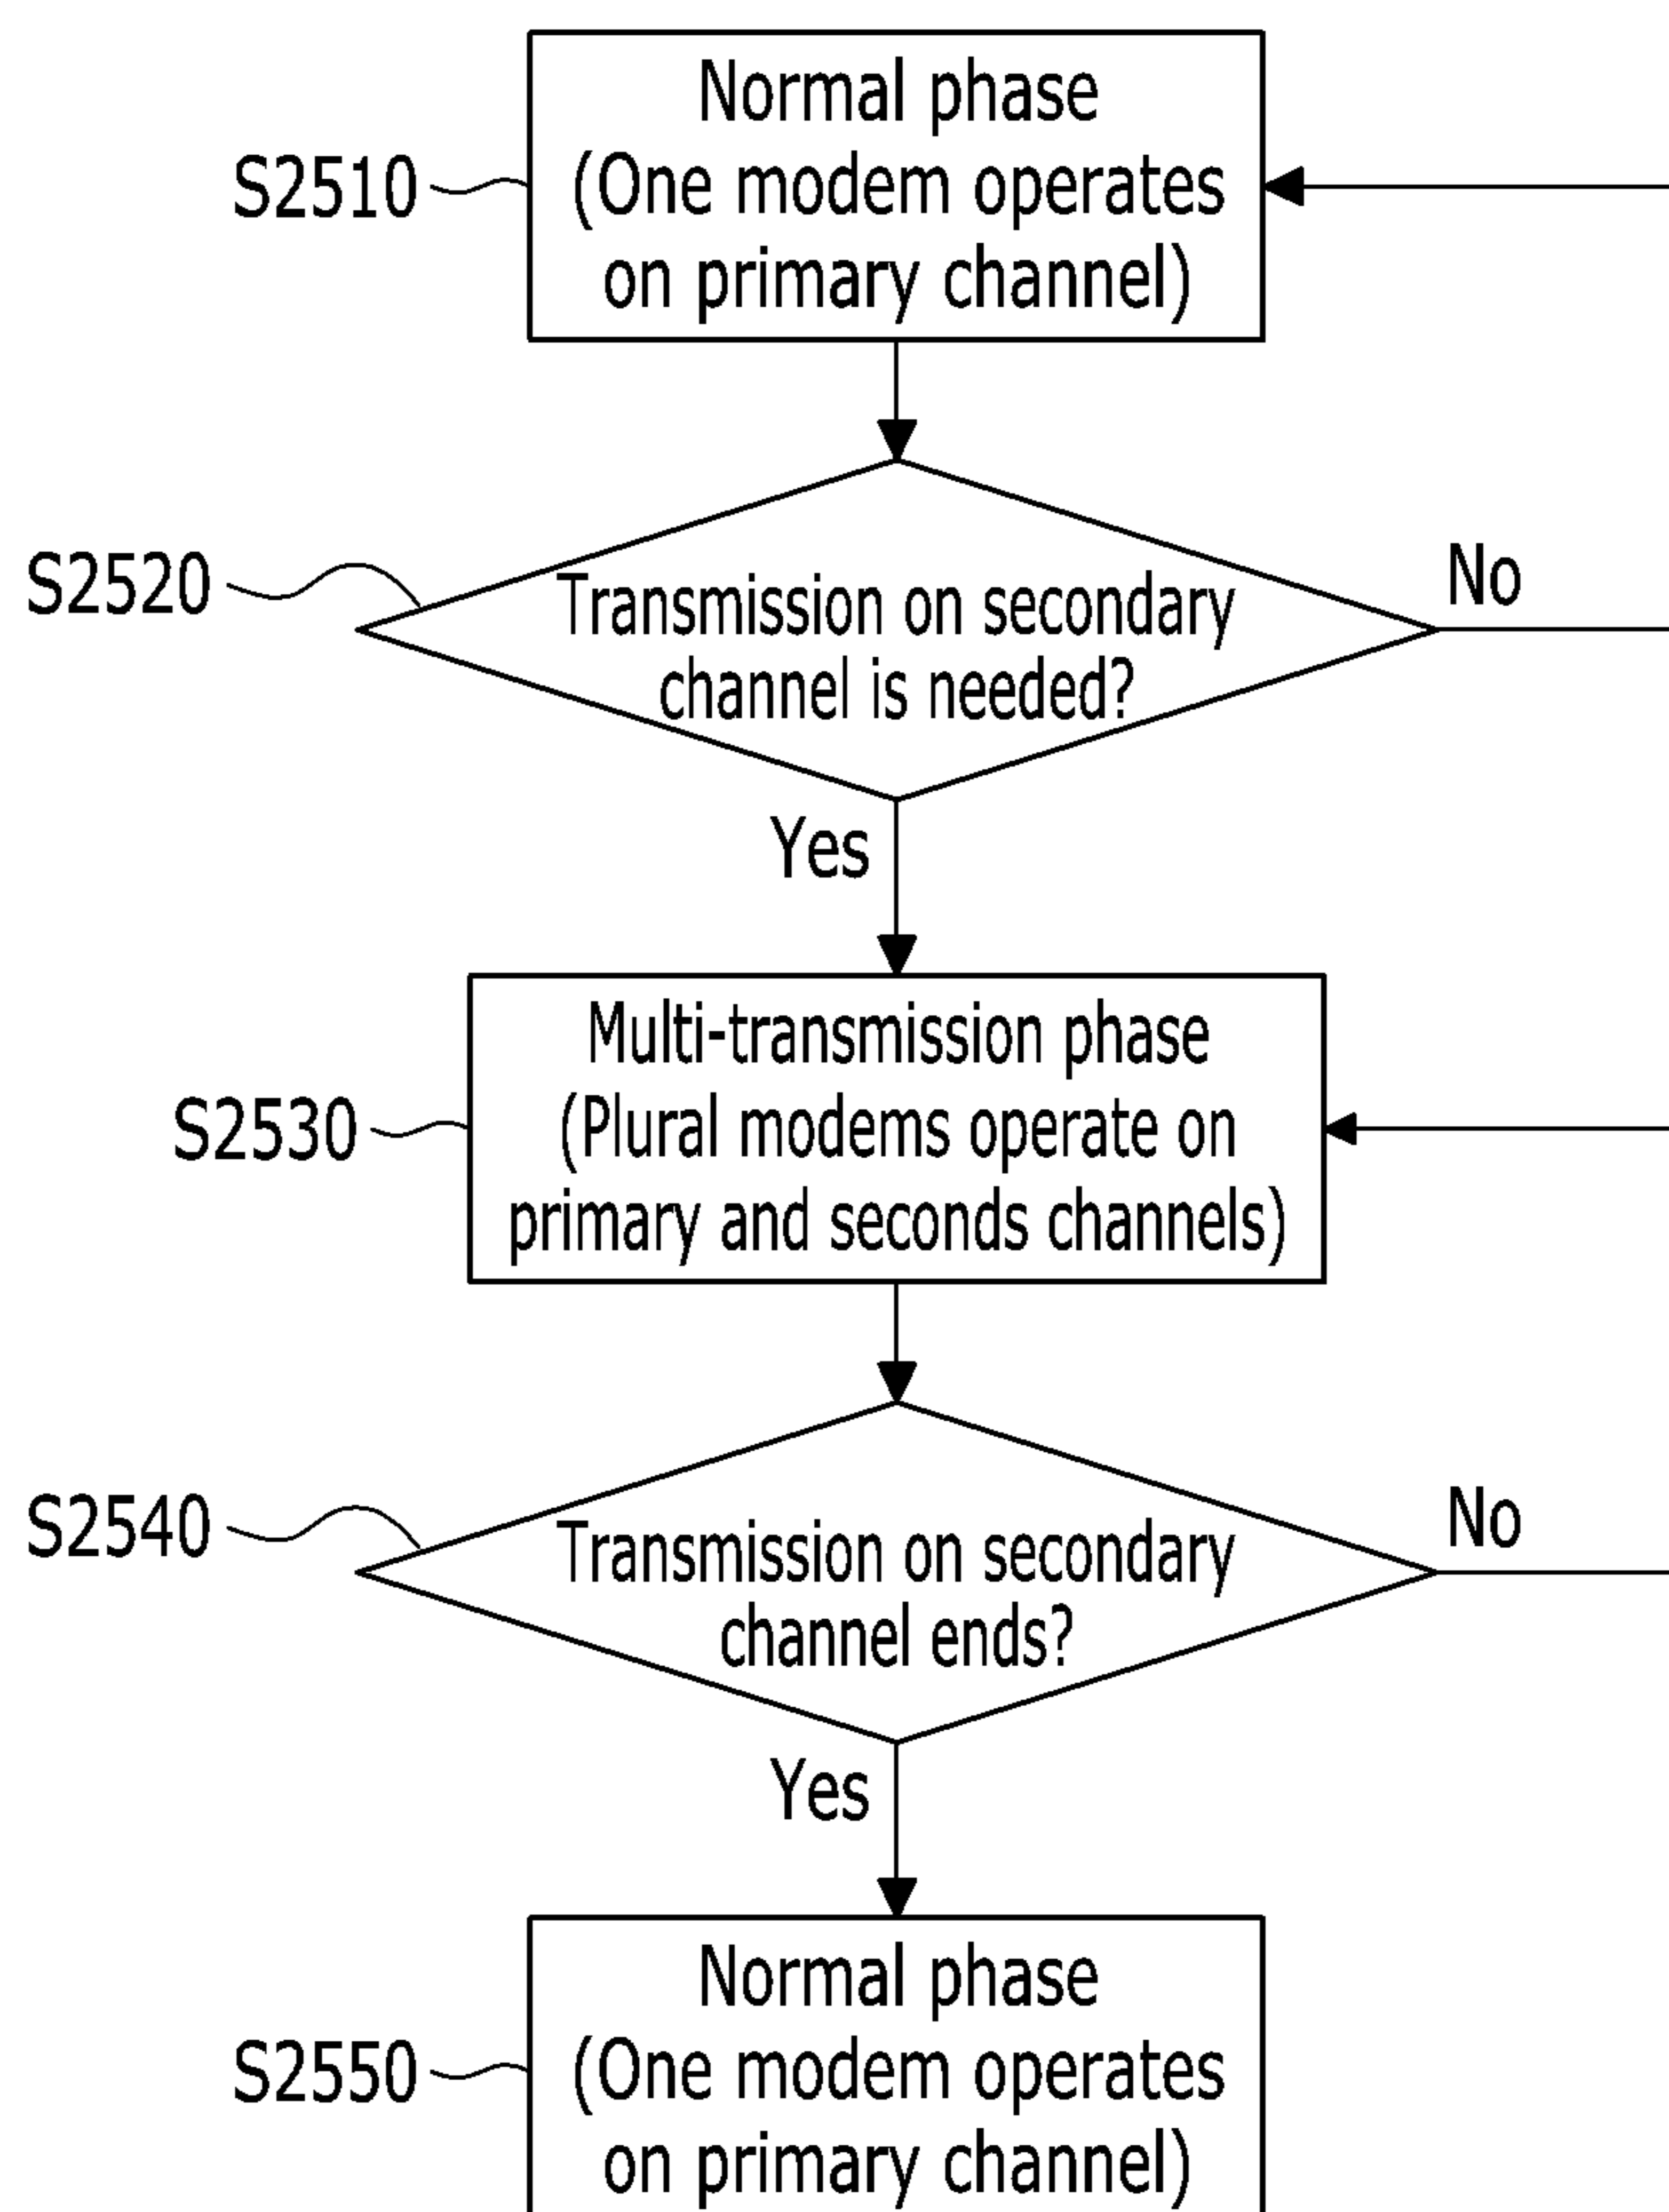 Normal phase
S2510
(One modem operates
on primary channel)
S2520
Transmission on secondary
channel is needed?
No
Yes
Multi-transmission phase
S2530
(Plural modems operate on
primary and seconds channels)
S2540
Transmission on secondary
channel ends?
No
Yes
Normal phase
S2550
(One modem operates
on primary channel)